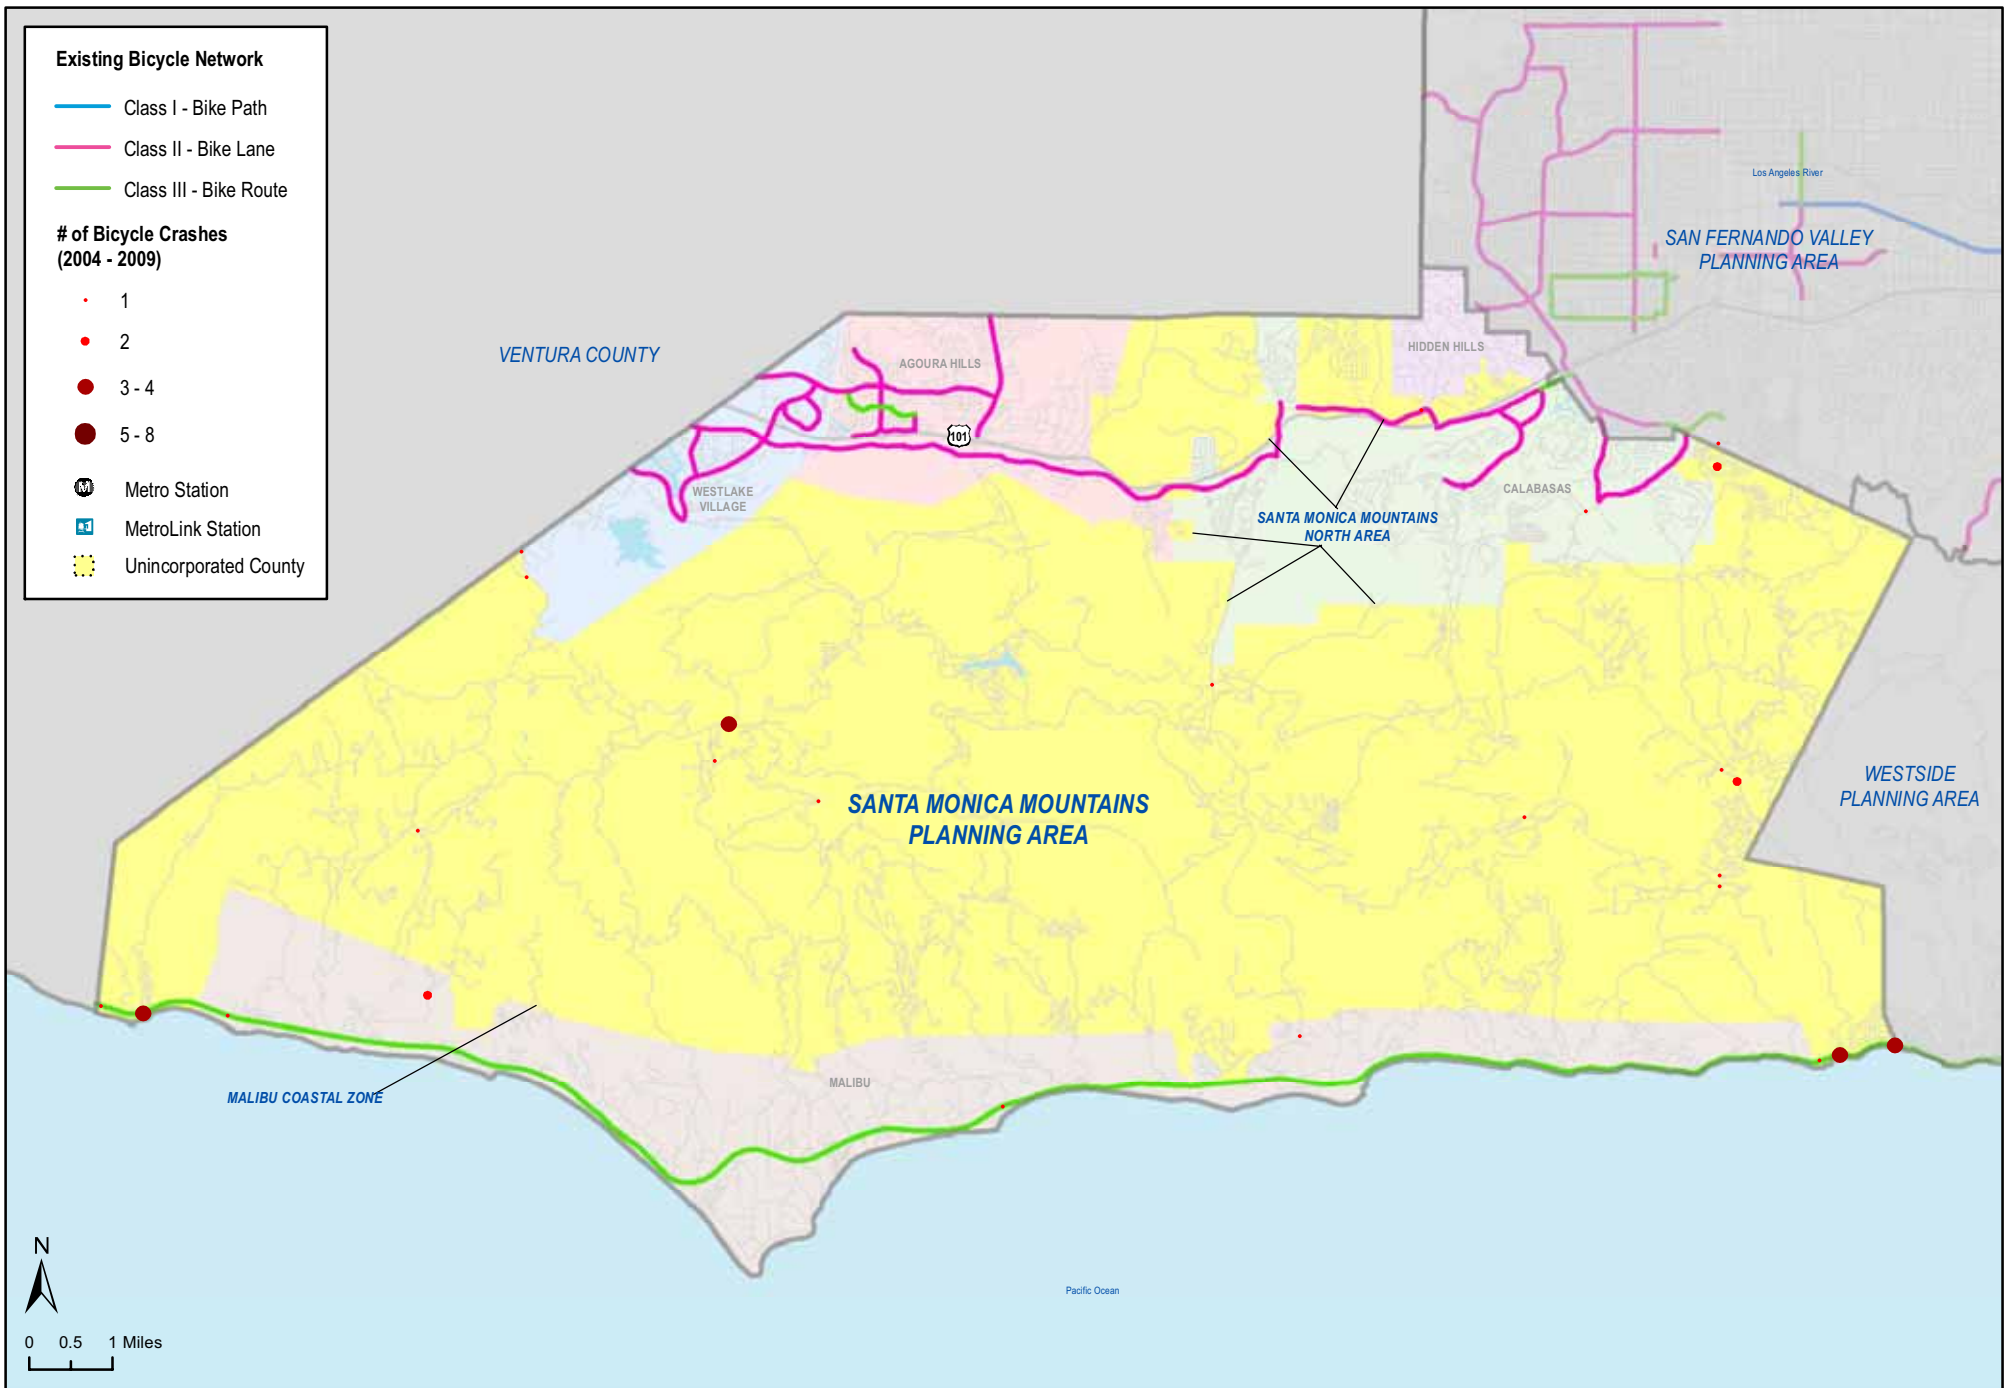 Existing Bicycle Network
Class I - Bike Path
Class II - Bike Lane
Class III - Bike Route
# of Bicycle Crashes
(2004 - 2009)
1
2
3 - 4
5 - 8
M
Metro Station
MetroLink Station
Unincorporated County
Los Angeles River
SAN FERNANDO VALLEY
PLANNING AREA
VENTURA COUNTY
AGOURA HILLS
HIDDEN HILLS
101
WESTLAKE
VILLAGE
CALABASAS
SANTA MONICA MOUNTAINS
NORTH AREA
SANTA MONICA MOUNTAINS
PLANNING AREA
WESTSIDE
PLANNING AREA
MALIBU
MALIBU COASTAL ZONE
Pacific Ocean
N
0 0.5 1 Miles